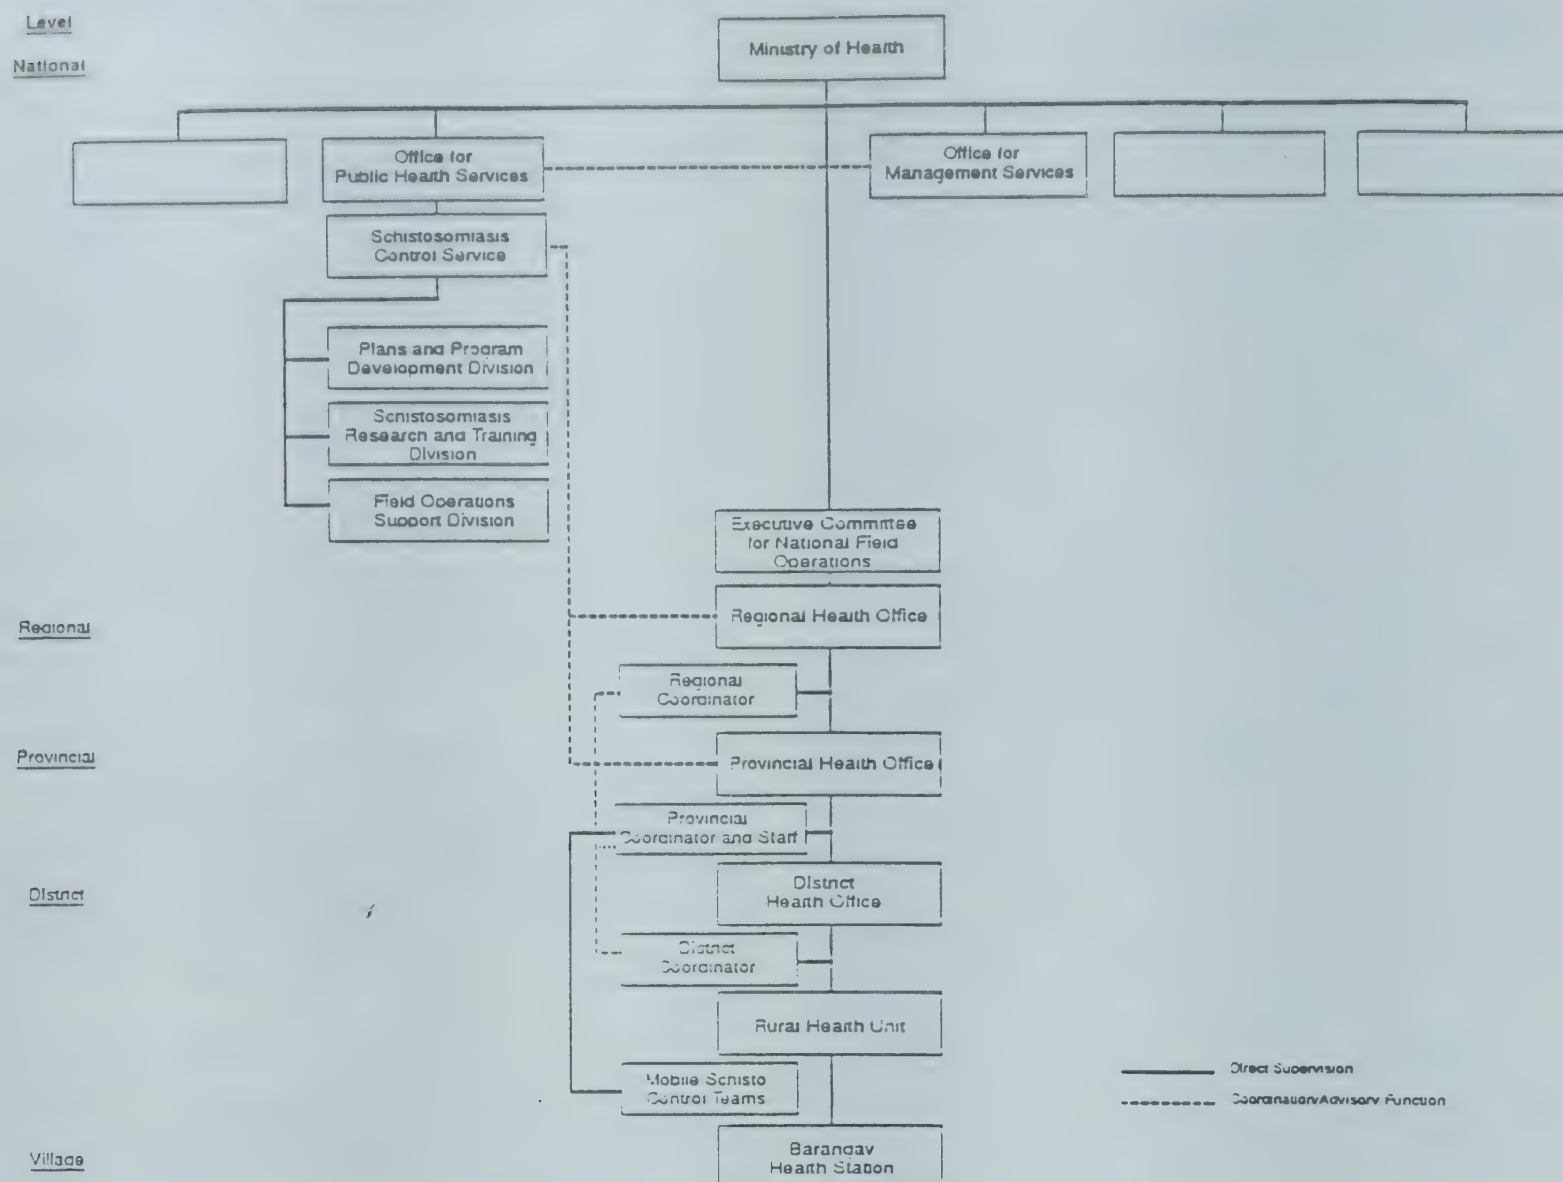 Level
National
Ministry of Health
Office for
Public Health Services
Office for
Management Services
Schistosomiasis
Control Service
Plans and Program
Development Division
Schistosomiasis
Research and Training
Division
Field Operations
Support Division
Executive Committee
for National Field
Operations
Regional
Regional Health Office
Regional
Coordinator
Provincial
Provincial Health Office
Provincial
Coordinator and Staff
District
District
Health Office
District
Coordinator
Rural Health Unit
Mobile Schisto
Control Teams
Direct Supervision
Coordination/Advisory Function
Village
Barangay
Health Station